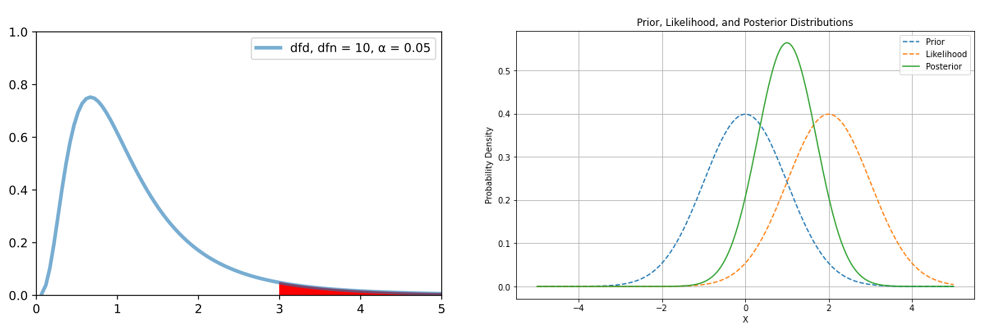 1.0
0.8
0.6
0.4
0.2
0.0
0 1 2 3 4 5
dfd, dfn = 10, α = 0.05
Prior, Likelihood, and Posterior Distributions
Prior
Likelihood
Posterior
Probability Density
0.5
0.4
0.3
0.2
0.1
0.0
−4 −2 0 2 4
X